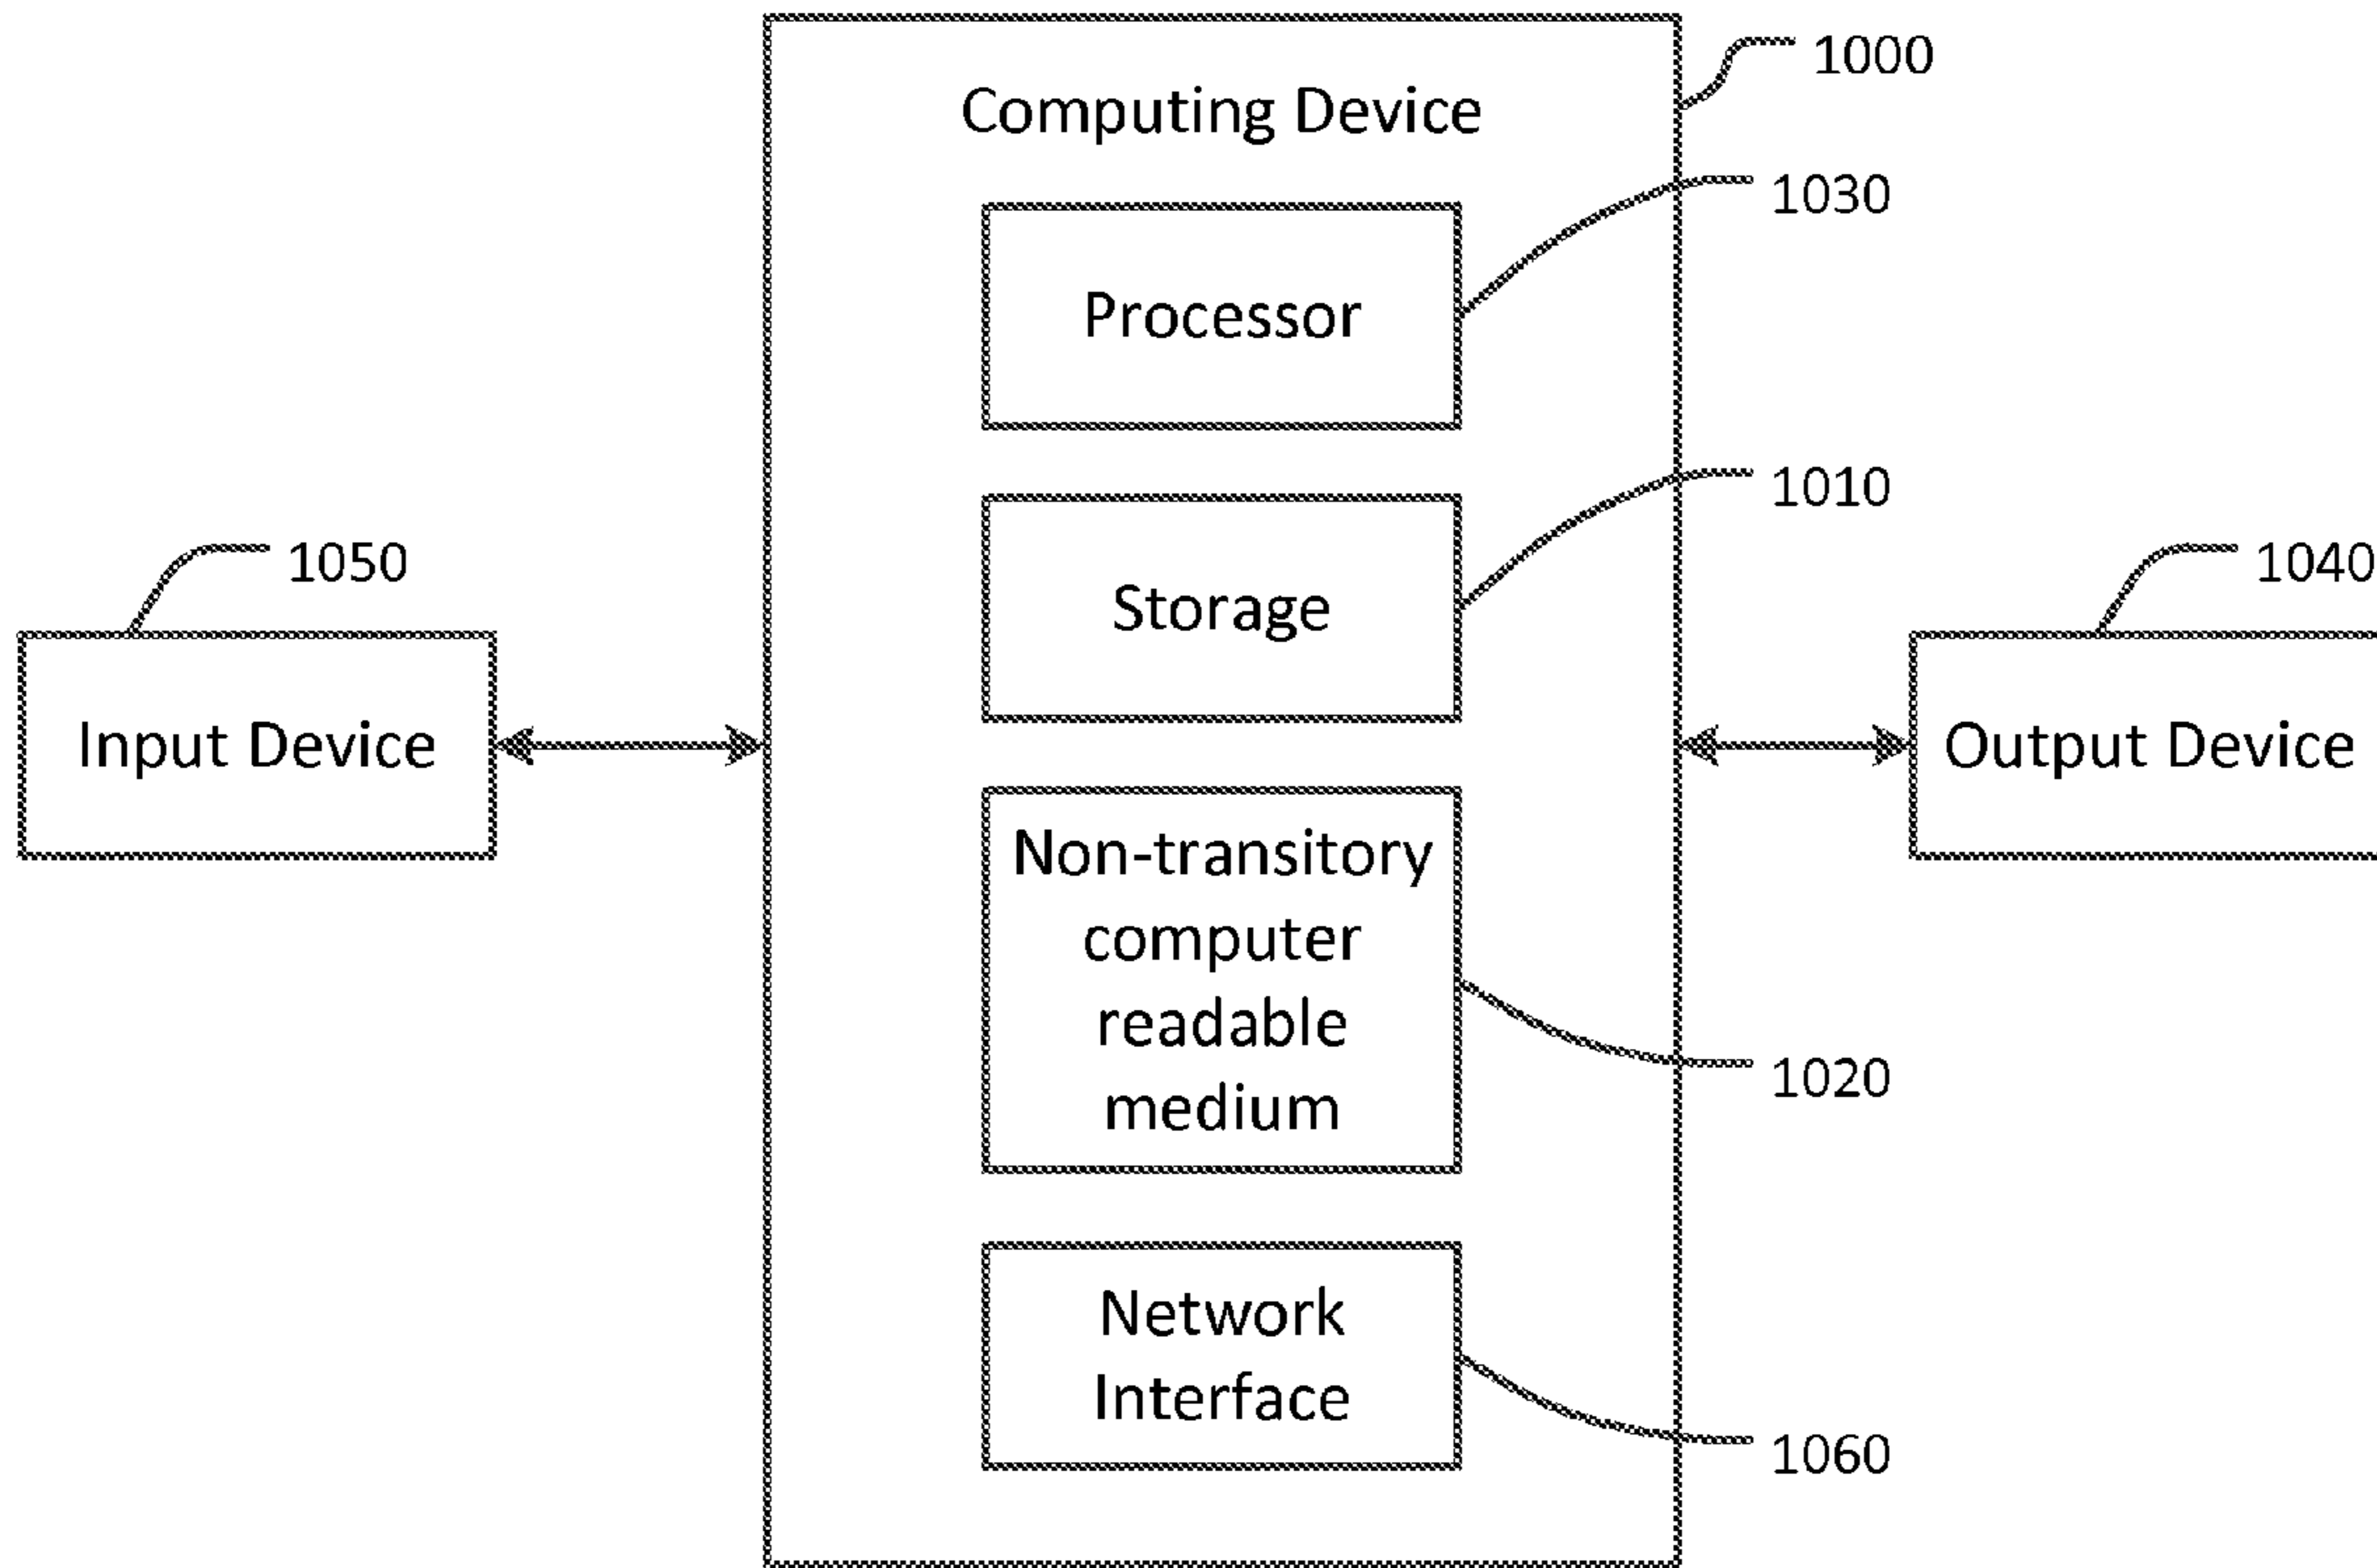 1000
Computing Device
1030
Processor
1010
Storage
1050
Input Device
1040
Output Device
Non-transitory
computer
readable
medium
1020
Network
Interface
1060